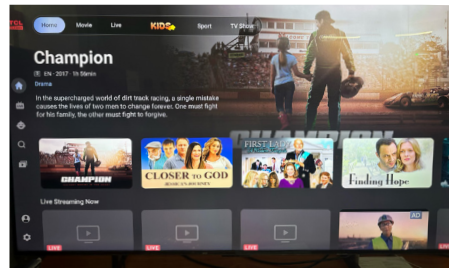 TCL
Home Movie Live KIDS Sport TV Show
Champion
EN · 2017 · 1h 56min
Drama
In the supercharged world of dirt track racing, a single mistake
causes the lives of two men to change forever. One must fight
for his family, the other must fight to forgive.
CHAMPION
CHAMPION
CLOSER TO GOD
JESSICA'S JOURNEY
FIRST LADY
Finding Hope
Live Streaming Now
AD
LIVE LIVE LIVE LIVE